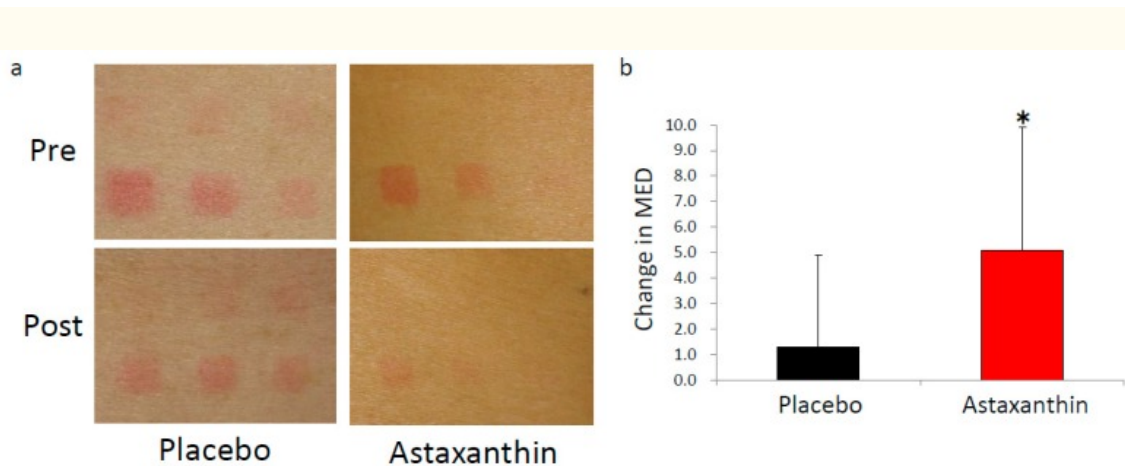 a
Pre
Post
Placebo
Astaxanthin
b
Change in MED
10.0
9.0
8.0
7.0
6.0
5.0
4.0
3.0
2.0
1.0
0.0
*
Placebo
Astaxanthin